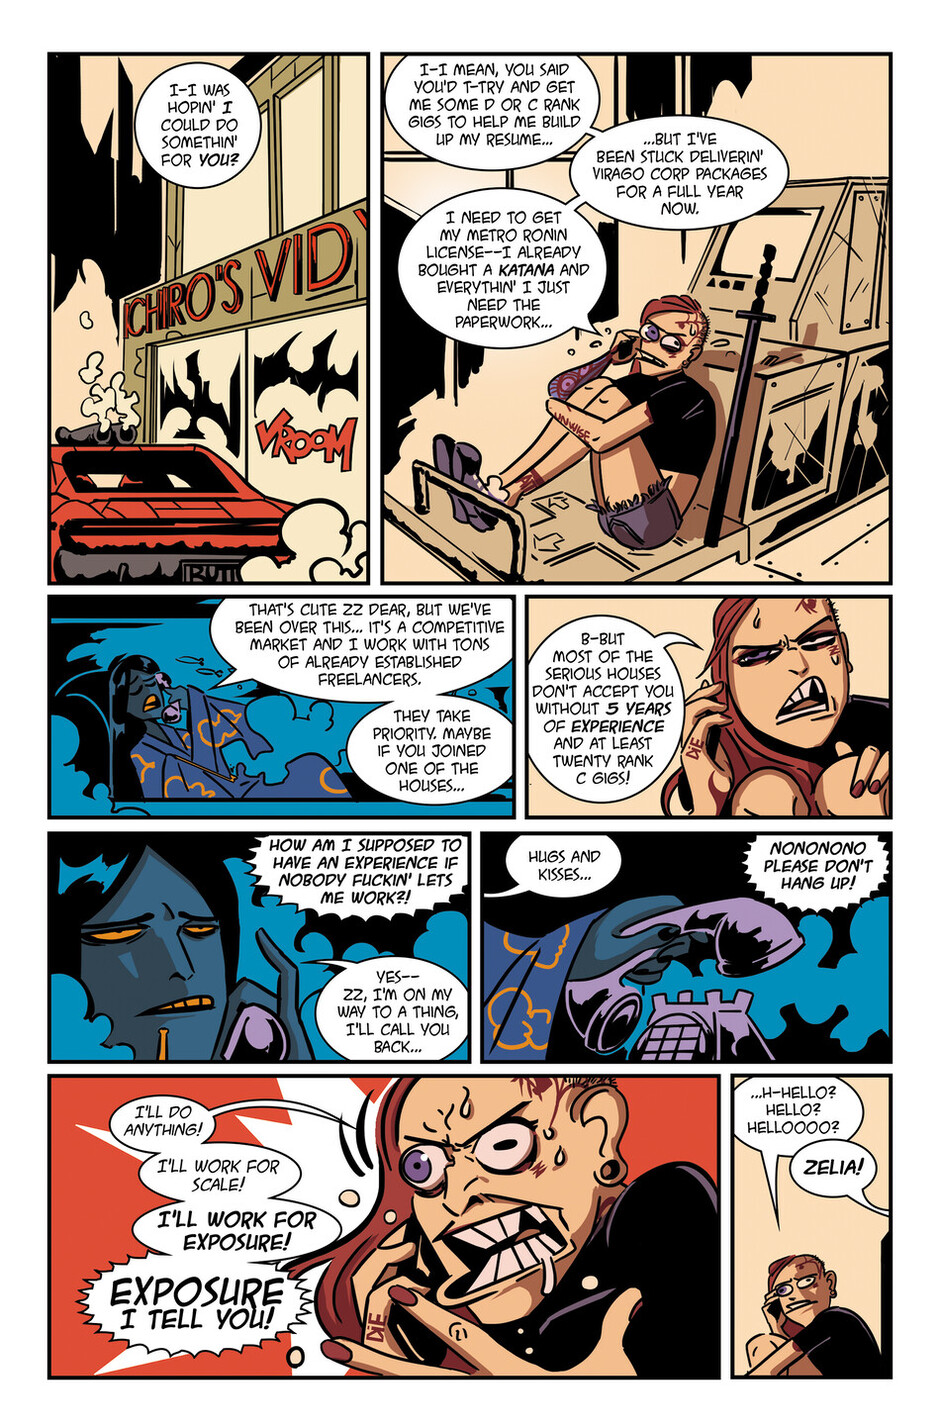 I-I WAS
HOPIN' I
COULD DO
SOMETHIN'
FOR YOU?
ICHIRO'S VIDY
VROOM
BUTT
I-I MEAN, YOU SAID
YOU'D T-TRY AND GET
ME SOME D OR C RANK
GIGS TO HELP ME BUILD
UP MY RESUME...
...BUT I'VE
BEEN STUCK DELIVERIN'
VIRAGO CORP PACKAGES
FOR A FULL YEAR
NOW.
I NEED TO GET
MY METRO RONIN
LICENSE--I ALREADY
BOUGHT A KATANA AND
EVERYTHIN' I JUST
NEED THE
PAPERWORK...
UNWISE
THAT'S CUTE ZZ DEAR, BUT WE'VE
BEEN OVER THIS... IT'S A COMPETITIVE
MARKET AND I WORK WITH TONS
OF ALREADY ESTABLISHED
FREELANCERS.
THEY TAKE
PRIORITY. MAYBE
IF YOU JOINED
ONE OF THE
HOUSES...
B-BUT
MOST OF THE
SERIOUS HOUSES
DON'T ACCEPT YOU
WITHOUT 5 YEARS
OF EXPERIENCE
AND AT LEAST
TWENTY RANK
C GIGS!
DIE
HOW AM I SUPPOSED TO
HAVE AN EXPERIENCE IF
NOBODY FUCKIN' LETS
ME WORK?!
YES--
ZZ, I'M ON MY
WAY TO A THING,
I'LL CALL YOU
BACK...
HUGS AND
KISSES...
NONONONO
PLEASE DON'T
HANG UP!
I'LL DO
ANYTHING!
I'LL WORK FOR
SCALE!
I'LL WORK FOR
EXPOSURE!
EXPOSURE
I TELL YOU!
DIE
...H-HELLO?
HELLO?
HELLOOOO?
ZELIA!